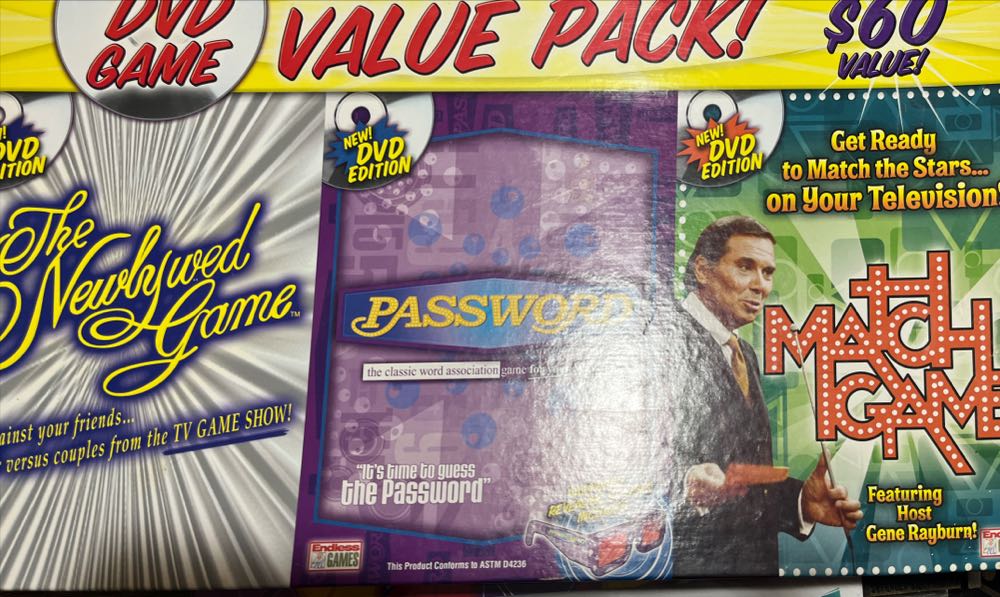 DVD
GAME
VALUE PACK!
$60
VALUE!
DVD
The
Newlywed
Game™
your friends...
versus couples from the TV GAME SHOW!
NEW!
DVD
EDITION
PASSWORD
the classic word association game for
"It's time to guess
the Password"
Endless
GAMES
This Product Conforms to ASTM D4236
NEW!
DVD
EDITION
Get Ready
to Match the Stars...
on Your Television!
MATCH
GAME
Featuring
Host
Gene Rayburn!